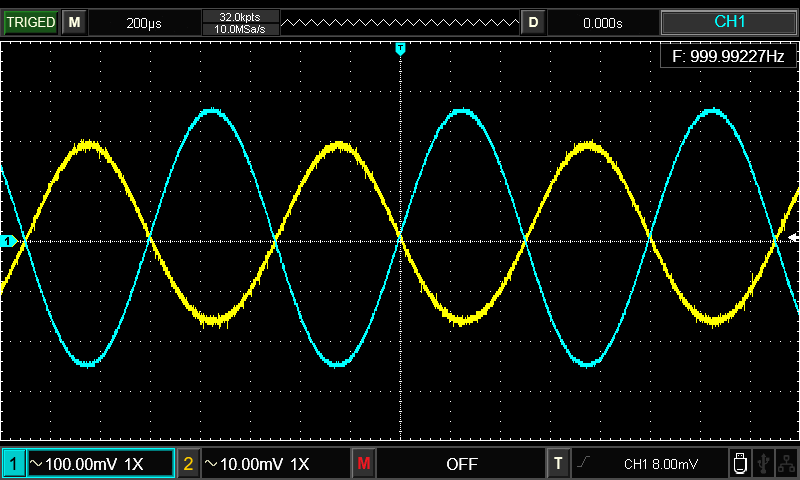 TRIGED M 200μs 32.0kpts D 0.000s CH1
10.0MSa/s
T
F: 999.99227Hz
1
1 ~100.00mV 1X 2 ~10.00mV 1X M OFF T CH1 8.00mV